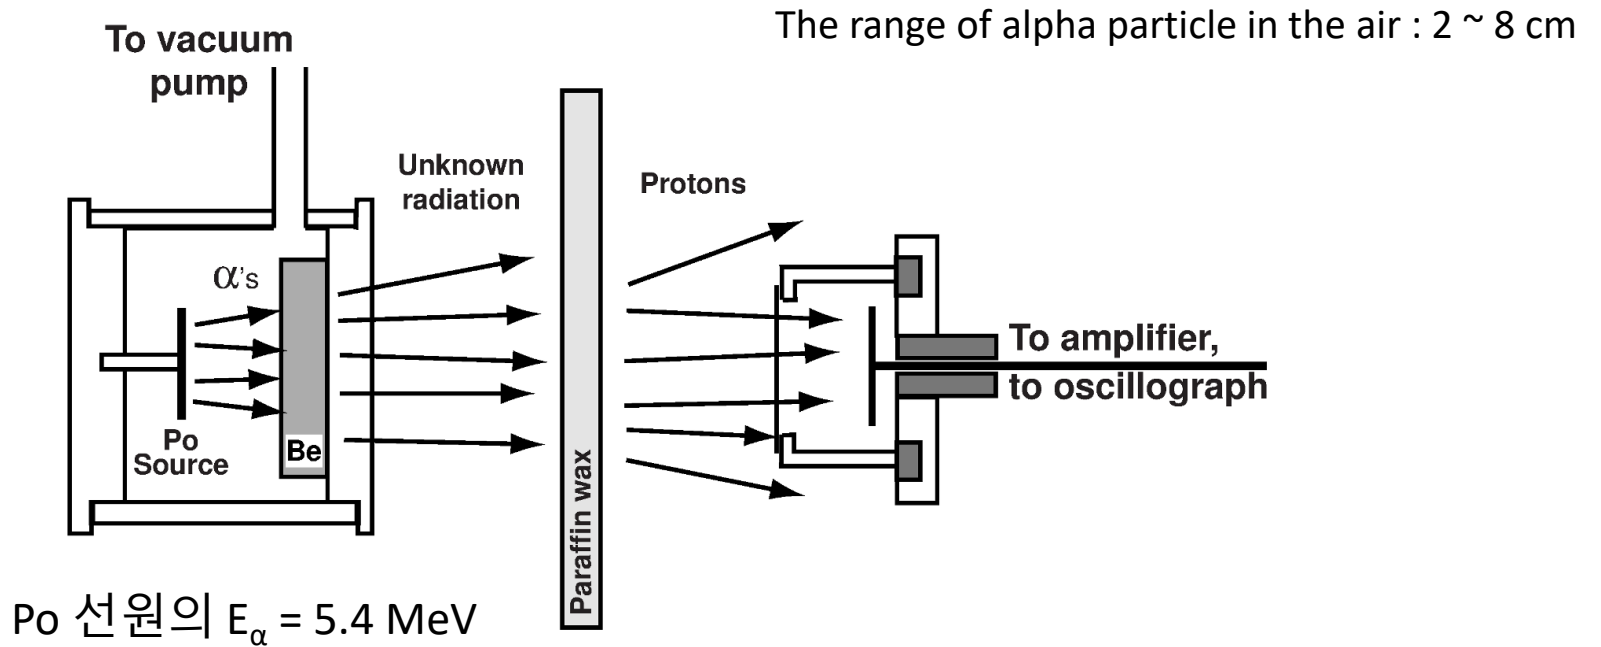 The range of alpha particle in the air : 2 ~ 8 cm
To vacuum
pump
Unknown
radiation
Protons
α's
Po
Source
Be
Paraffin wax
To amplifier,
to oscillograph
Po 선원의 Eα = 5.4 MeV